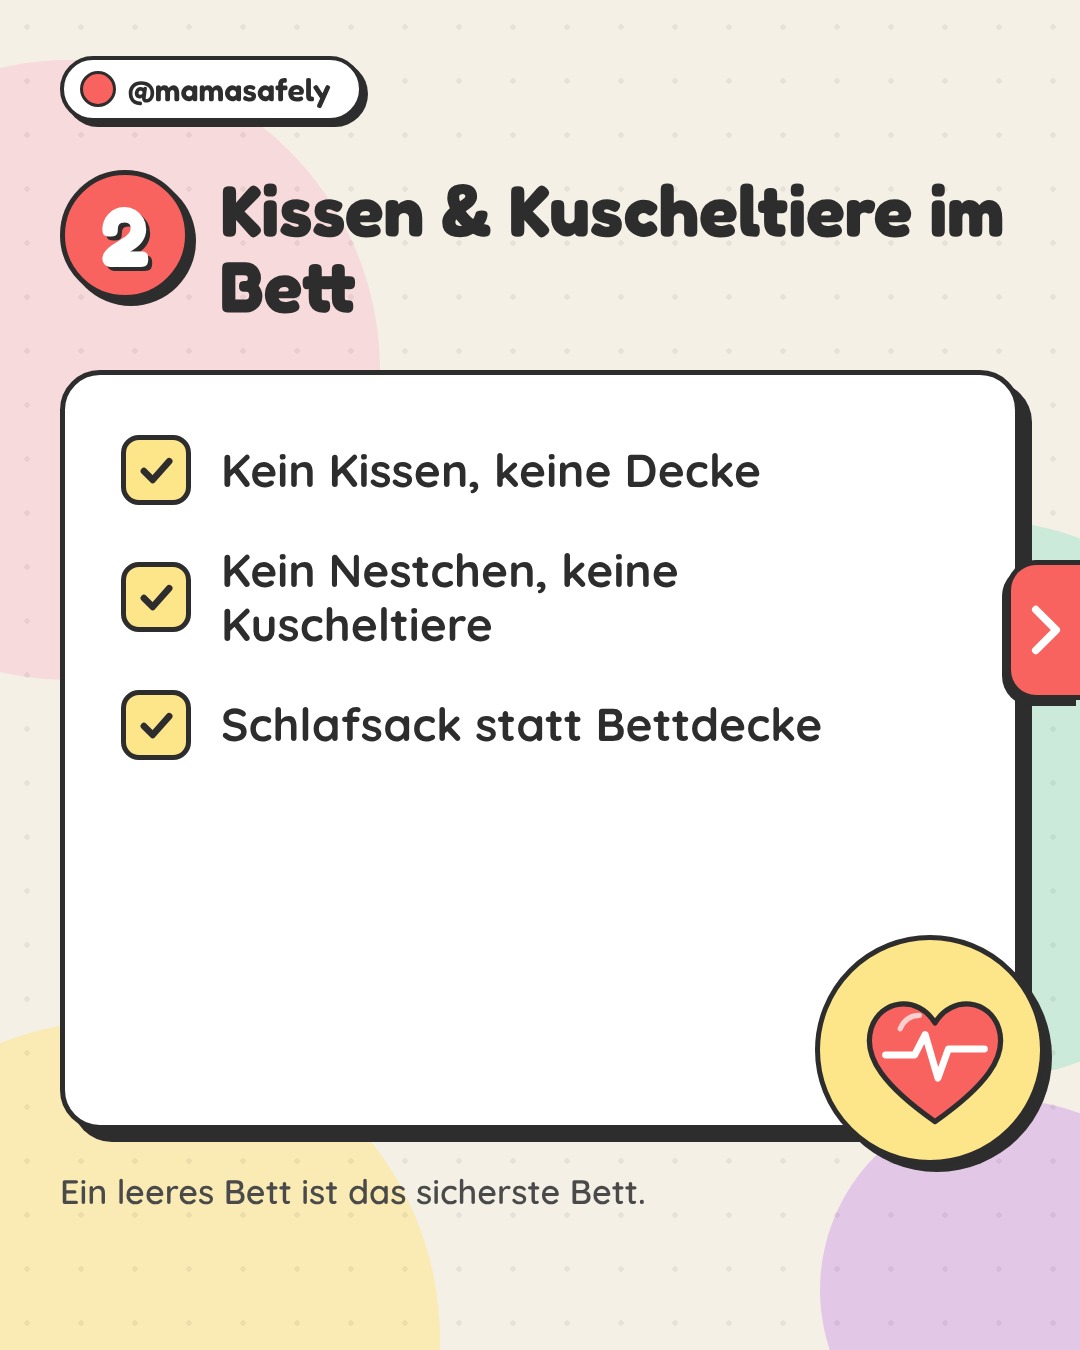 @mamasafely
2
Kissen & Kuscheltiere im
Bett
Kein Kissen, keine Decke
Kein Nestchen, keine
Kuscheltiere
Schlafsack statt Bettdecke
Ein leeres Bett ist das sicherste Bett.